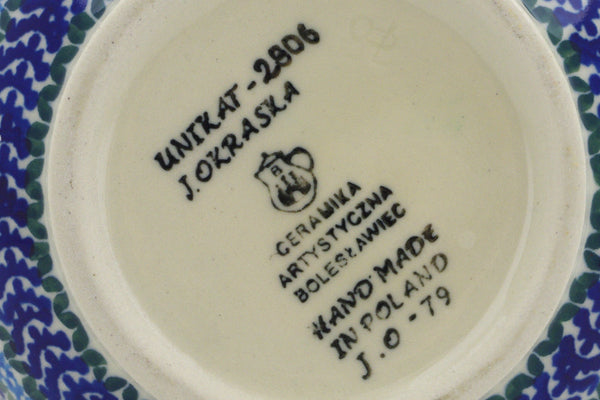 UNIKAT - 2806
J. OKRASKA
B
CERAMIKA
ARTYSTYCZNA
BOLESŁAWIEC
HAND MADE
IN POLAND
J. O - 79